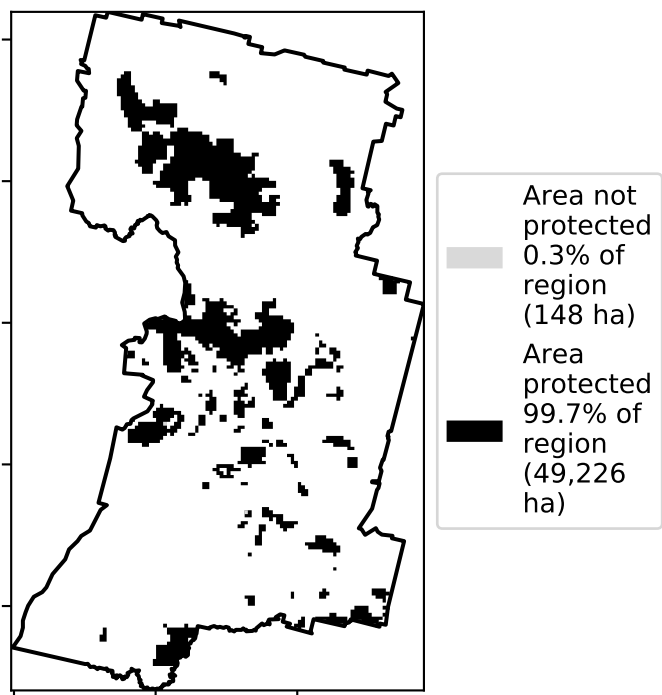 Area not
protected
0.3% of
region
(148 ha)
Area
protected
99.7% of
region
(49,226
ha)